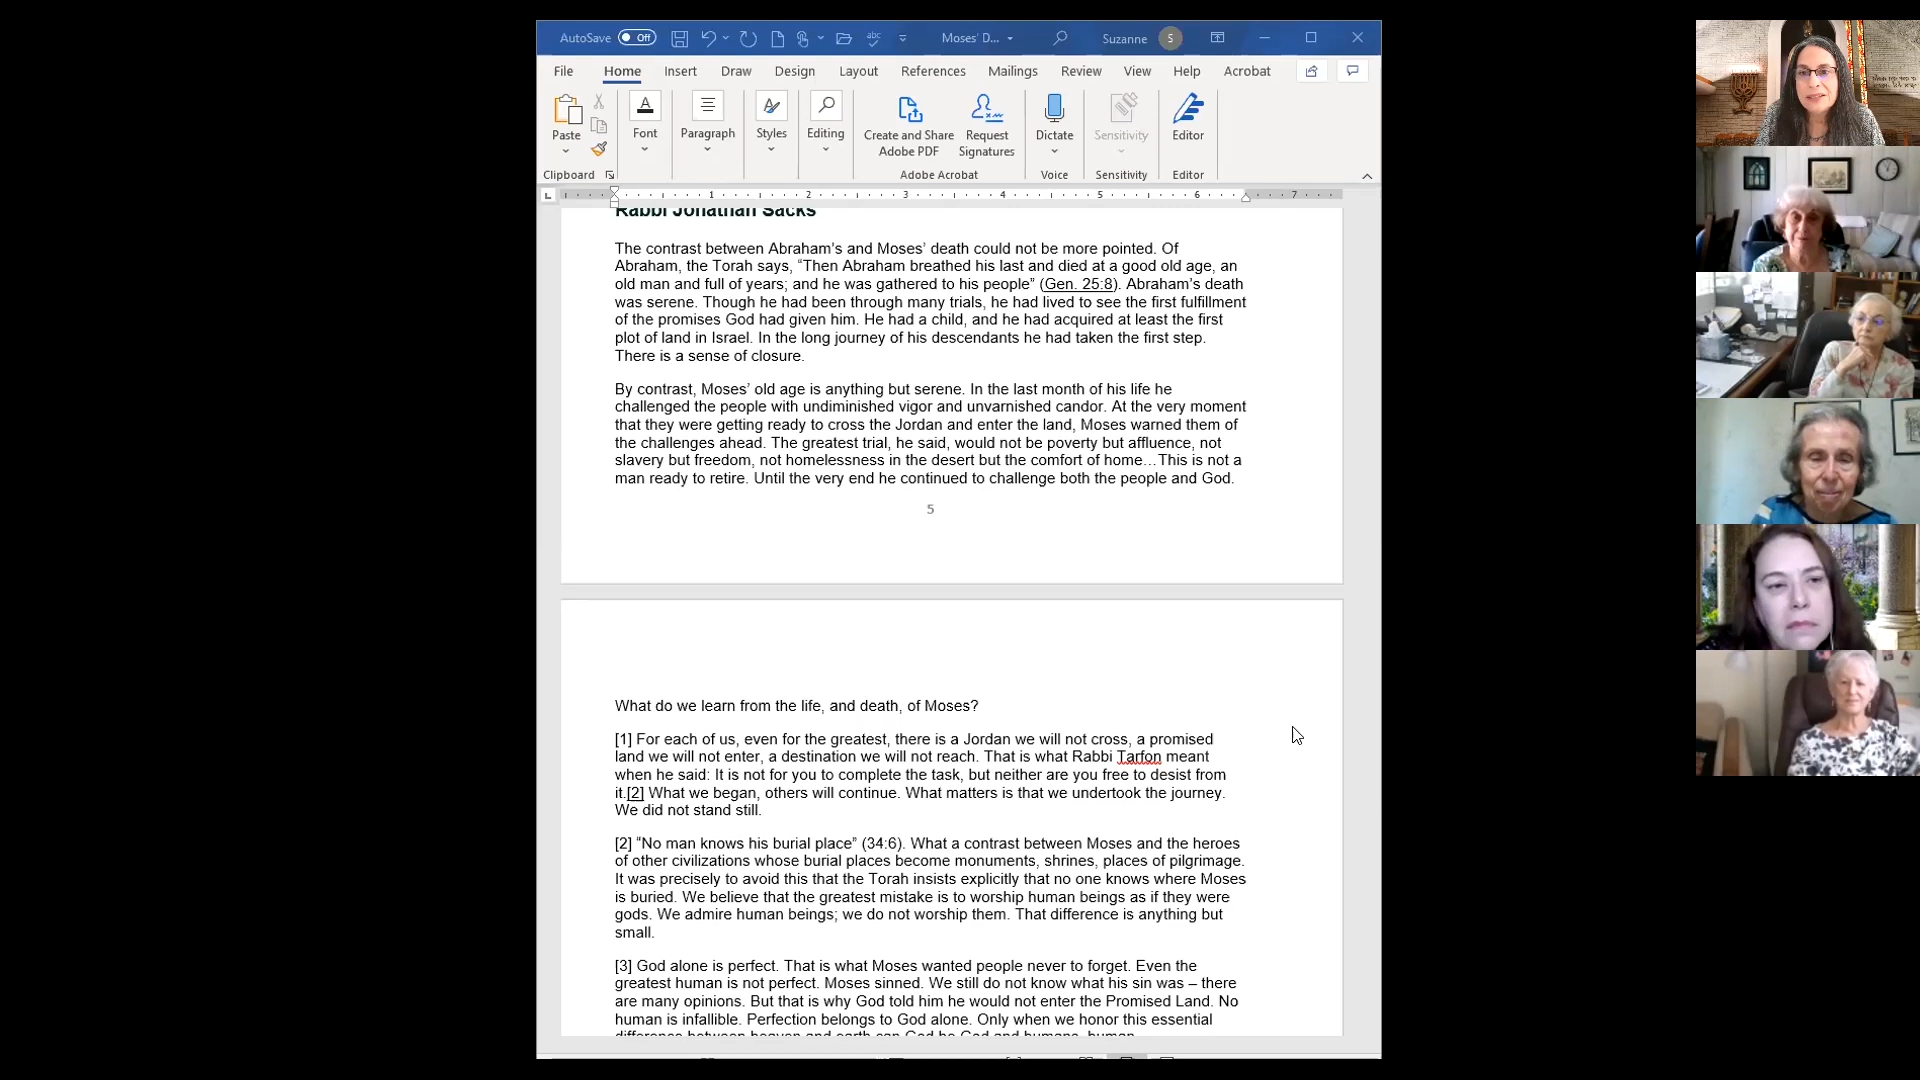 AutoSave Off Moses' D... Suzanne S
File Home Insert Draw Design Layout References Mailings Review View Help Acrobat
Paste Font Paragraph Styles Editing Create and Share Adobe PDF Request Signatures Dictate Sensitivity Editor
Clipboard Adobe Acrobat Voice Sensitivity Editor
1 2 3 4 5 6 7
Rabbi Jonathan Sacks
The contrast between Abraham's and Moses' death could not be more pointed. Of
Abraham, the Torah says, “Then Abraham breathed his last and died at a good old age, an
old man and full of years; and he was gathered to his people” (Gen. 25:8). Abraham's death
was serene. Though he had been through many trials, he had lived to see the first fulfillment
of the promises God had given him. He had a child, and he had acquired at least the first
plot of land in Israel. In the long journey of his descendants he had taken the first step.
There is a sense of closure.
By contrast, Moses' old age is anything but serene. In the last month of his life he
challenged the people with undiminished vigor and unvarnished candor. At the very moment
that they were getting ready to cross the Jordan and enter the land, Moses warned them of
the challenges ahead. The greatest trial, he said, would not be poverty but affluence, not
slavery but freedom, not homelessness in the desert but the comfort of home…This is not a
man ready to retire. Until the very end he continued to challenge both the people and God.
5
What do we learn from the life, and death, of Moses?
[1] For each of us, even for the greatest, there is a Jordan we will not cross, a promised
land we will not enter, a destination we will not reach. That is what Rabbi Tarfon meant
when he said: It is not for you to complete the task, but neither are you free to desist from
it.[2] What we began, others will continue. What matters is that we undertook the journey.
We did not stand still.
[2] “No man knows his burial place” (34:6). What a contrast between Moses and the heroes
of other civilizations whose burial places become monuments, shrines, places of pilgrimage.
It was precisely to avoid this that the Torah insists explicitly that no one knows where Moses
is buried. We believe that the greatest mistake is to worship human beings as if they were
gods. We admire human beings; we do not worship them. That difference is anything but
small.
[3] God alone is perfect. That is what Moses wanted people never to forget. Even the
greatest human is not perfect. Moses sinned. We still do not know what his sin was – there
are many opinions. But that is why God told him he would not enter the Promised Land. No
human is infallible. Perfection belongs to God alone. Only when we honor this essential
difference between heaven and earth can God be God and humans, human.